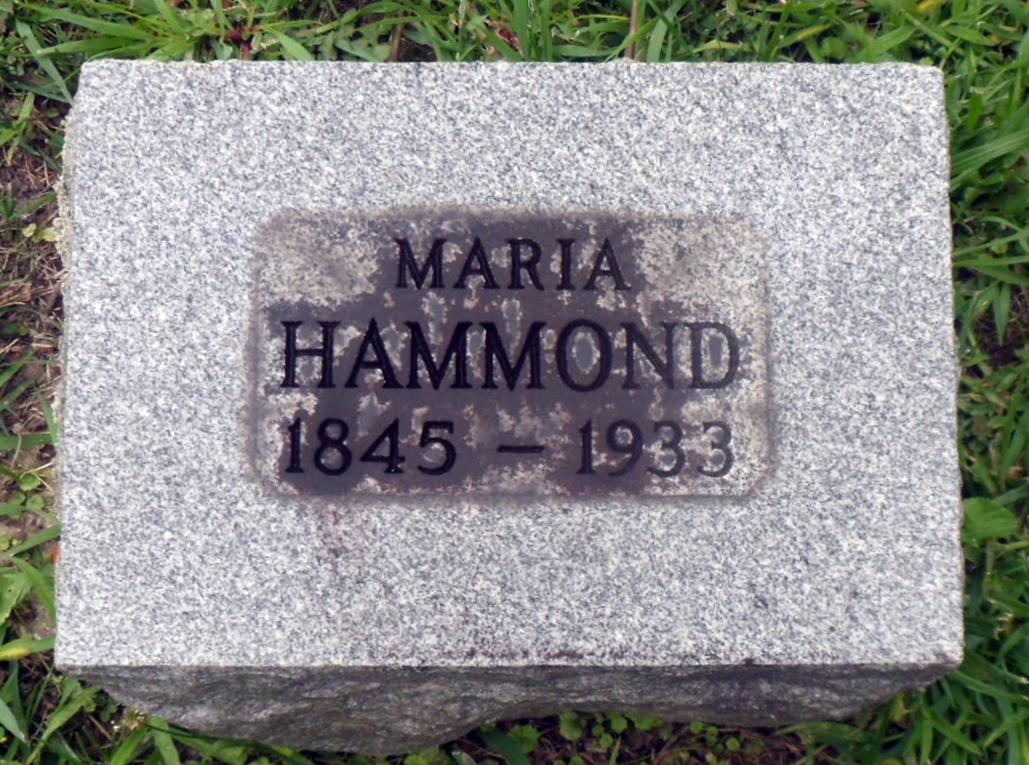 MARIA
HAMMOND
1845 – 1933